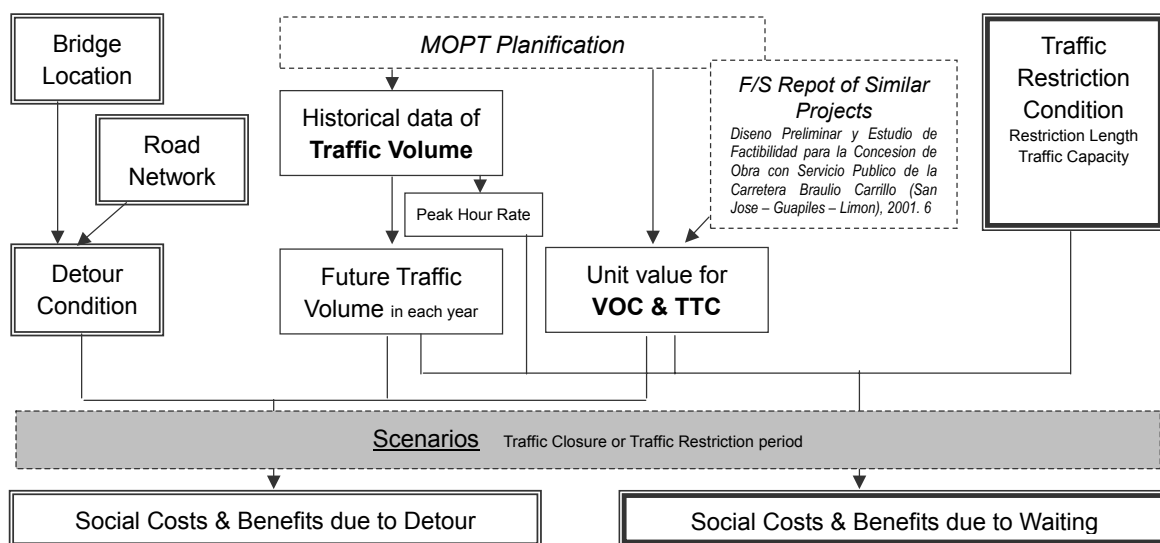 Bridge
Location
Road
Network
Detour
Condition
MOPT Planification
Historical data of
Traffic Volume
Peak Hour Rate
Future Traffic
Volume in each year
F/S Repot of Similar
Projects
Diseno Preliminar y Estudio de
Factibilidad para la Concesion de
Obra con Servicio Publico de la
Carretera Braulio Carrillo (San
Jose – Guapiles – Limon), 2001. 6
Unit value for
VOC & TTC
Traffic
Restriction
Condition
Restriction Length
Traffic Capacity
Scenarios Traffic Closure or Traffic Restriction period
Social Costs & Benefits due to Detour
Social Costs & Benefits due to Waiting